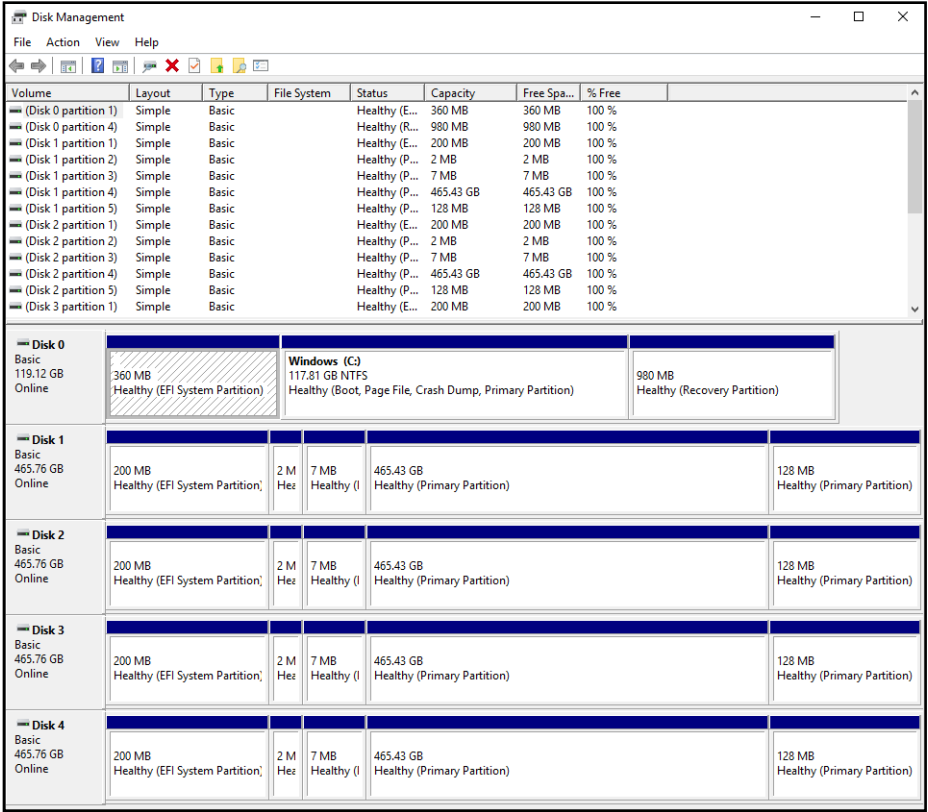 Disk Management
File Action View Help
Volume Layout Type File System Status Capacity Free Spa... % Free
(Disk 0 partition 1) Simple Basic Healthy (E... 360 MB 360 MB 100 %
(Disk 0 partition 4) Simple Basic Healthy (R... 980 MB 980 MB 100 %
(Disk 1 partition 1) Simple Basic Healthy (E... 200 MB 200 MB 100 %
(Disk 1 partition 2) Simple Basic Healthy (P... 2 MB 2 MB 100 %
(Disk 1 partition 3) Simple Basic Healthy (P... 7 MB 7 MB 100 %
(Disk 1 partition 4) Simple Basic Healthy (P... 465.43 GB 465.43 GB 100 %
(Disk 1 partition 5) Simple Basic Healthy (P... 128 MB 128 MB 100 %
(Disk 2 partition 1) Simple Basic Healthy (E... 200 MB 200 MB 100 %
(Disk 2 partition 2) Simple Basic Healthy (P... 2 MB 2 MB 100 %
(Disk 2 partition 3) Simple Basic Healthy (P... 7 MB 7 MB 100 %
(Disk 2 partition 4) Simple Basic Healthy (P... 465.43 GB 465.43 GB 100 %
(Disk 2 partition 5) Simple Basic Healthy (P... 128 MB 128 MB 100 %
(Disk 3 partition 1) Simple Basic Healthy (E... 200 MB 200 MB 100 %
Disk 0
Basic
119.12 GB
Online
360 MB
Healthy (EFI System Partition)
Windows (C:)
117.81 GB NTFS
Healthy (Boot, Page File, Crash Dump, Primary Partition)
980 MB
Healthy (Recovery Partition)
Disk 1
Basic
465.76 GB
Online
200 MB
Healthy (EFI System Partition)
2 M
Hea
7 MB
Healthy (I
465.43 GB
Healthy (Primary Partition)
128 MB
Healthy (Primary Partition)
Disk 2
Basic
465.76 GB
Online
200 MB
Healthy (EFI System Partition)
2 M
Hea
7 MB
Healthy (I
465.43 GB
Healthy (Primary Partition)
128 MB
Healthy (Primary Partition)
Disk 3
Basic
465.76 GB
Online
200 MB
Healthy (EFI System Partition)
2 M
Hea
7 MB
Healthy (I
465.43 GB
Healthy (Primary Partition)
128 MB
Healthy (Primary Partition)
Disk 4
Basic
465.76 GB
Online
200 MB
Healthy (EFI System Partition)
2 M
Hea
7 MB
Healthy (I
465.43 GB
Healthy (Primary Partition)
128 MB
Healthy (Primary Partition)